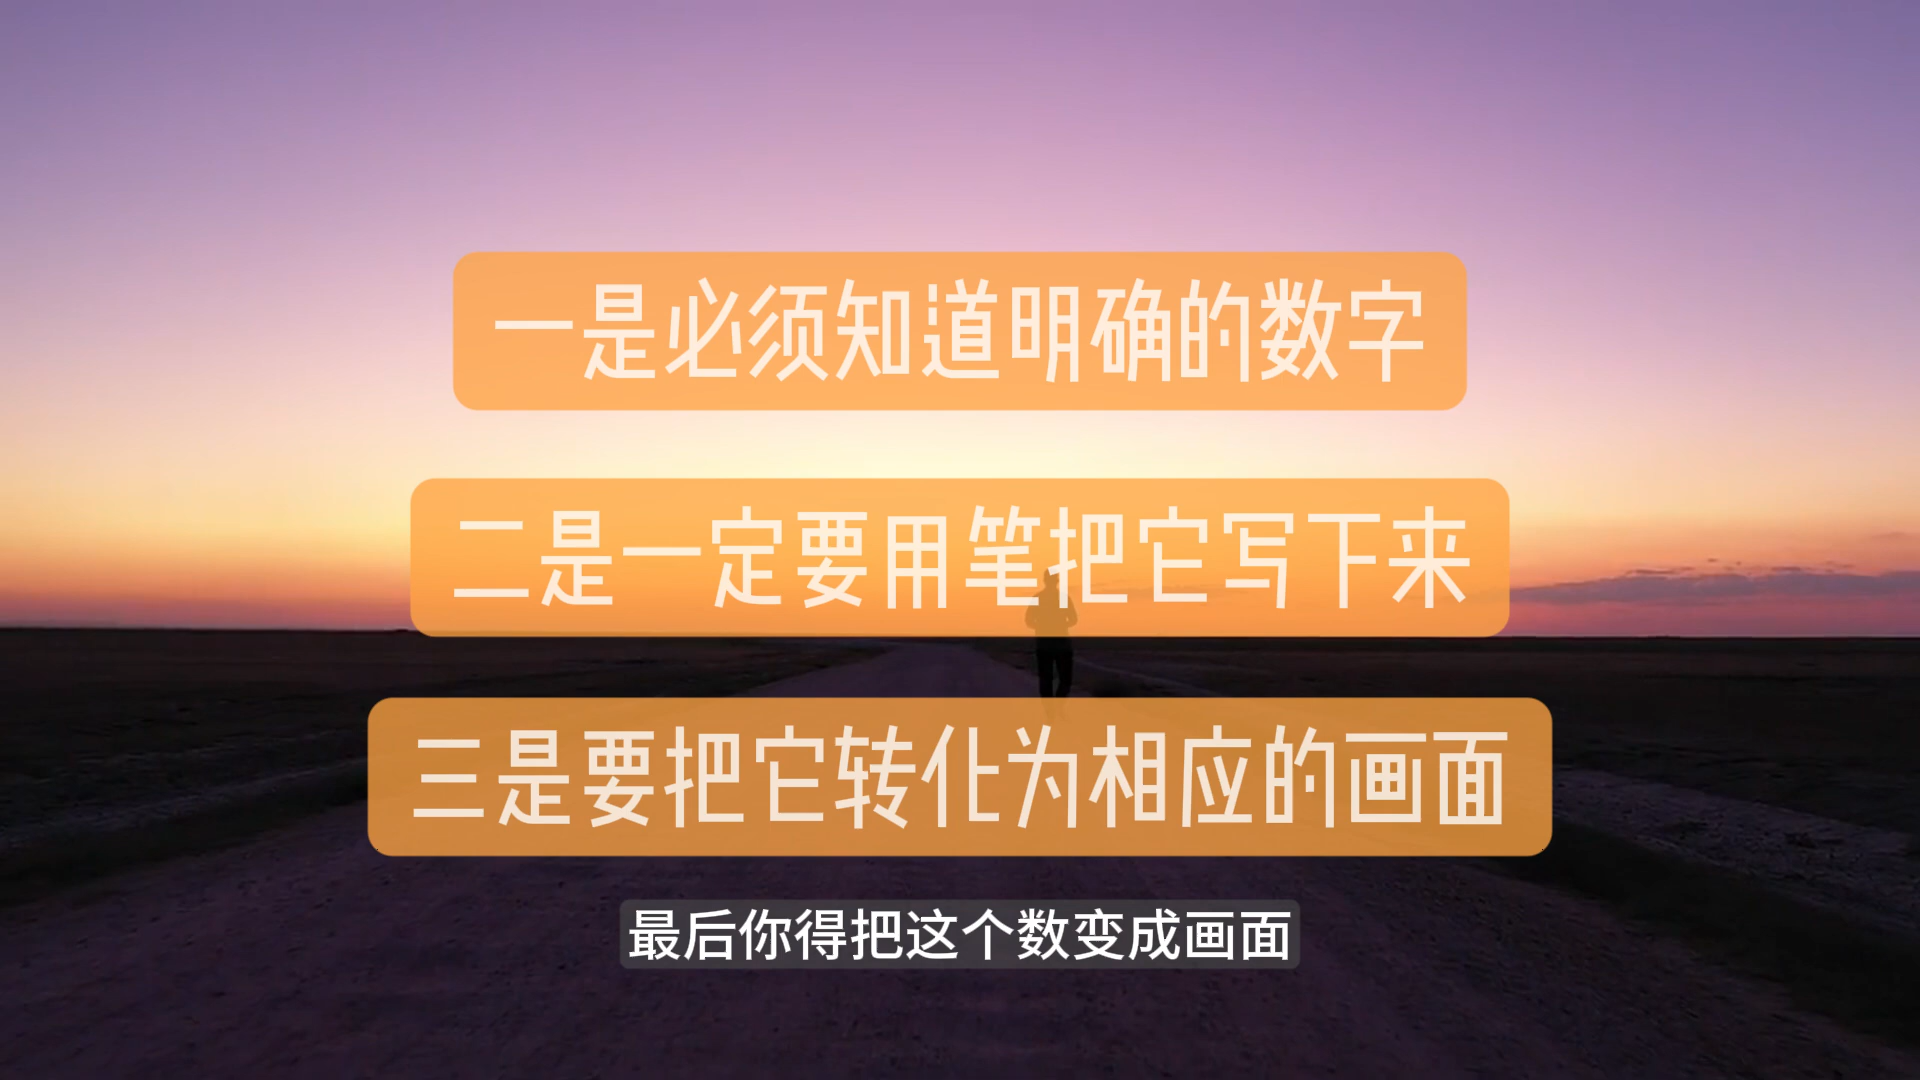 一是必须知道明确的数字
二是一定要用笔把它写下来
三是要把它转化为相应的画面
最后你得把这个数变成画面